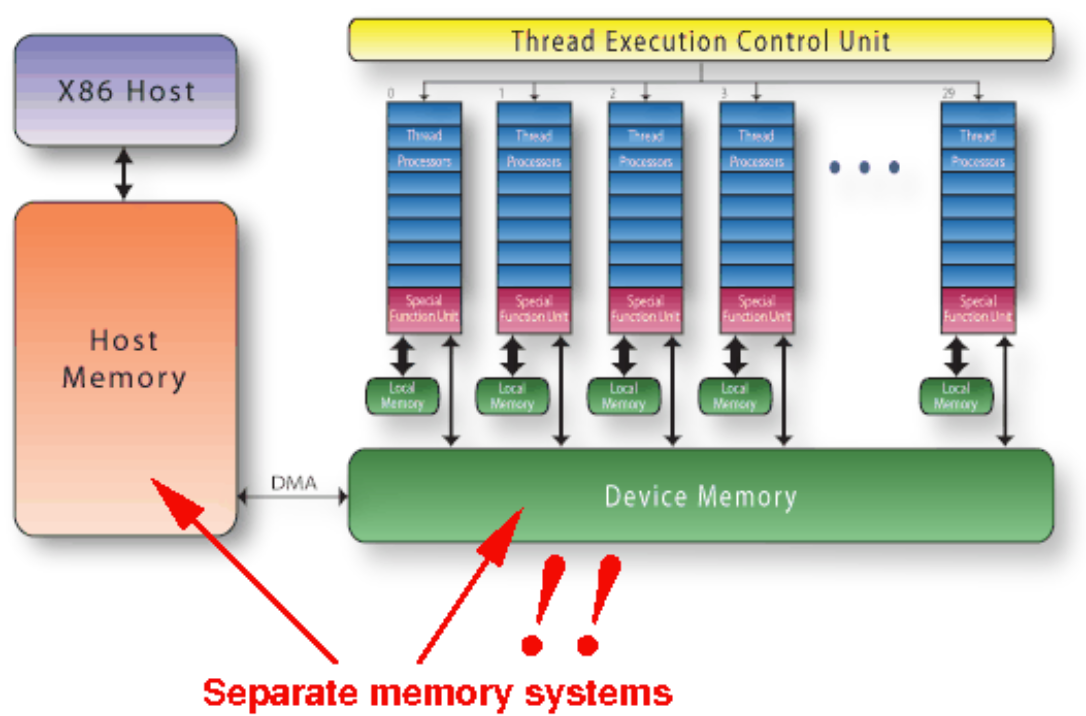 X86 Host
Host
Memory
Thread Execution Control Unit
0 1 2 3 29
Thread Thread Thread Thread Thread
Processors Processors Processors Processors Processors
Special Special Special Special Special
Function Unit Function Unit Function Unit Function Unit Function Unit
Local Local Local Local Local
Memory Memory Memory Memory Memory
DMA
Device Memory
!!
Separate memory systems